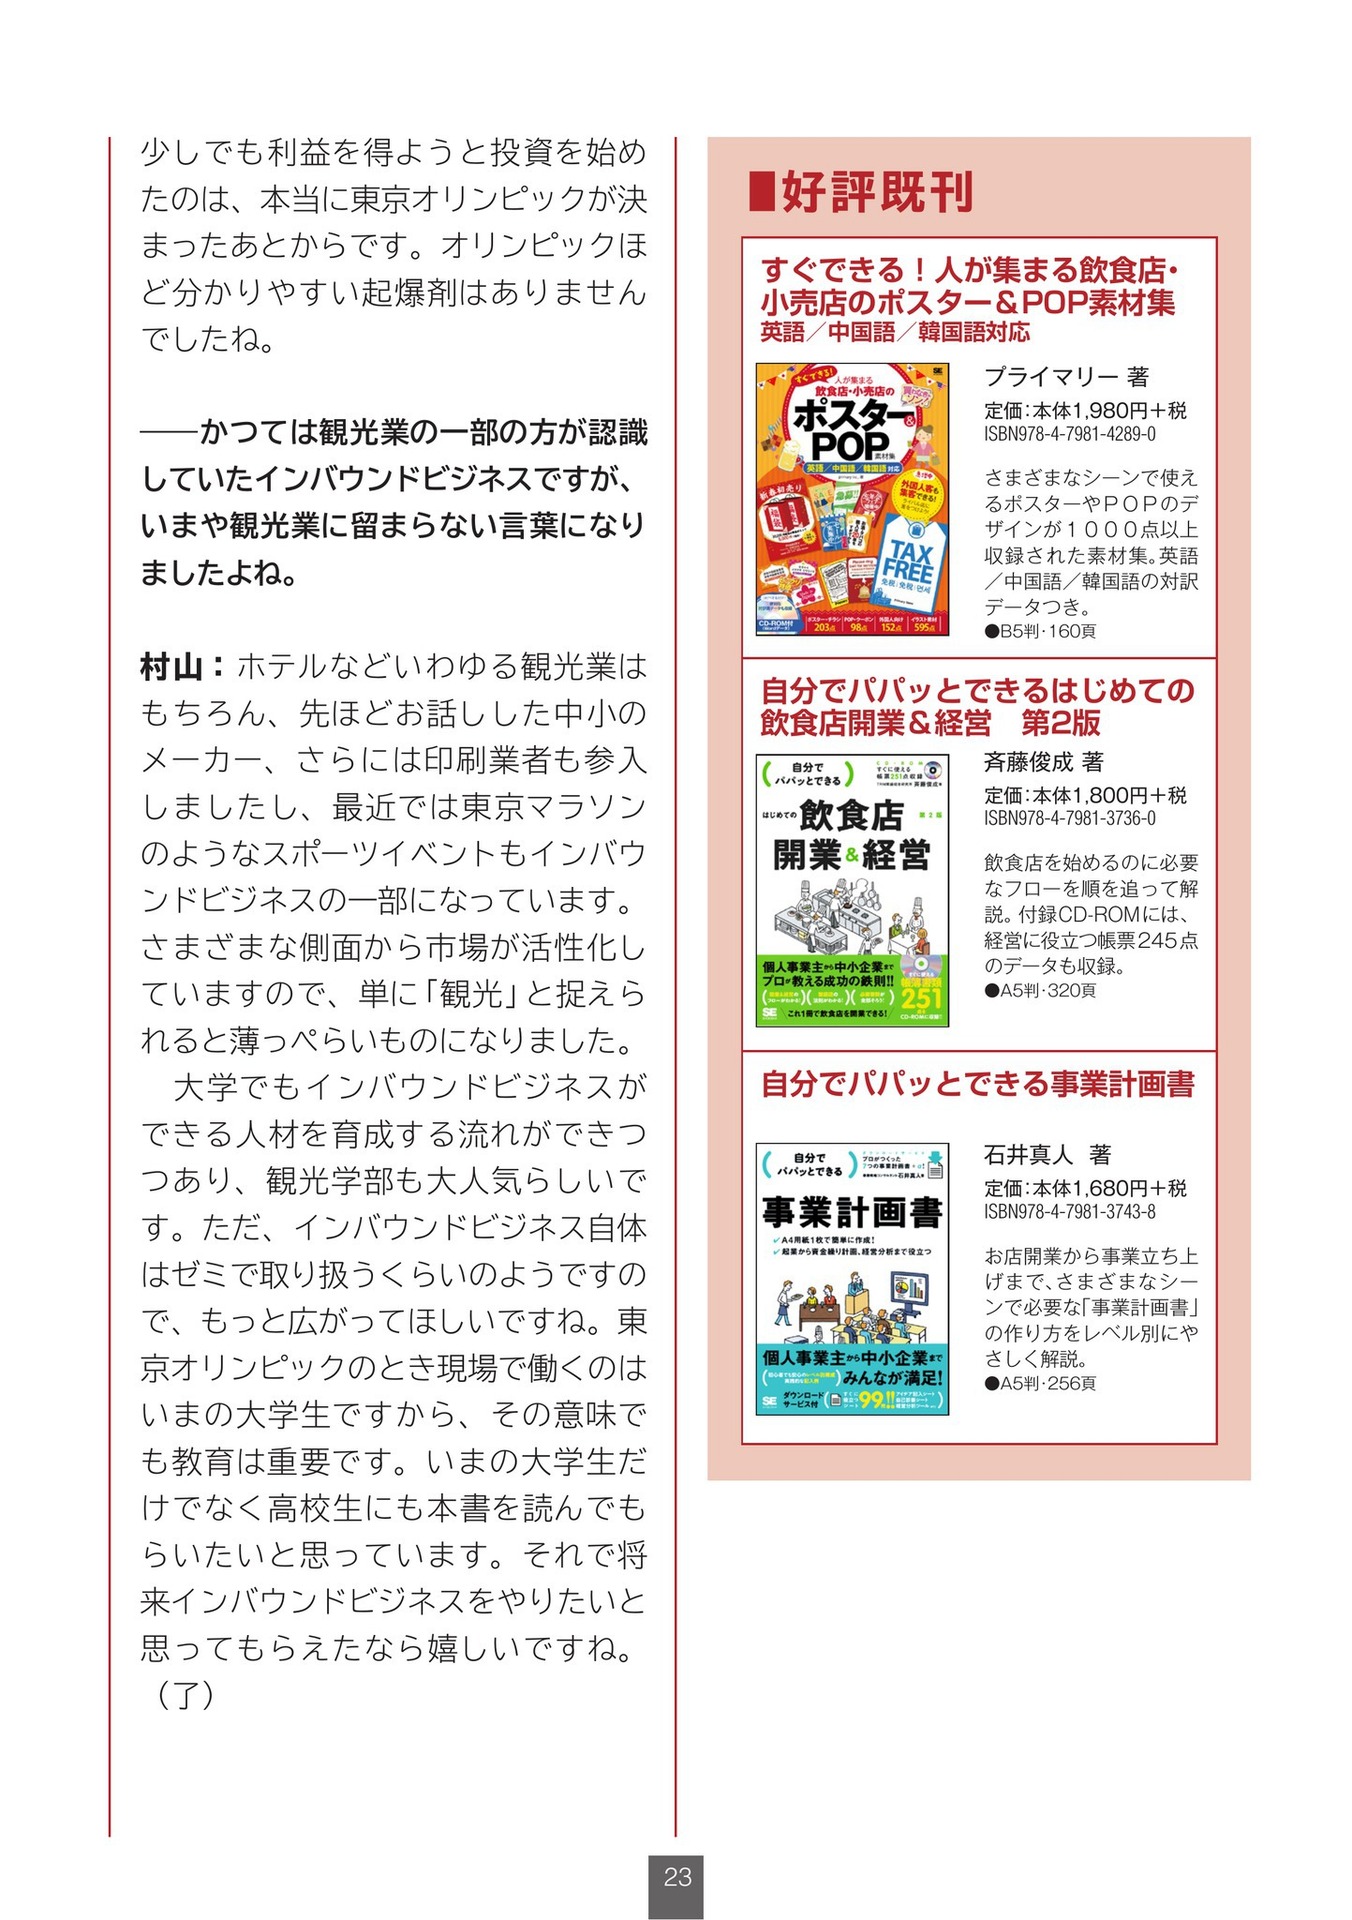 少しでも利益を得ようと投資を始め
たのは、本当に東京オリンピックが決
まったあとからです。オリンピックほ
ど分かりやすい起爆剤はありません
でしたね。
――かつては観光業の一部の方が認識
していたインバウンドビジネスですが、
いまや観光業に留まらない言葉になり
ましたよね。
村山：ホテルなどいわゆる観光業は
もちろん、先ほどお話しした中小の
メーカー、さらには印刷業者も参入
しましたし、最近では東京マラソン
のようなスポーツイベントもインバウ
ンドビジネスの一部になっています。
さまざまな側面から市場が活性化し
ていますので、単に「観光」と捉えら
れると薄っぺらいものになりました。
　大学でもインバウンドビジネスが
できる人材を育成する流れができつ
つあり、観光学部も大人気らしいで
す。ただ、インバウンドビジネス自体
はゼミで取り扱うくらいのようですの
で、もっと広がってほしいですね。東
京オリンピックのとき現場で働くのは
いまの大学生ですから、その意味で
も教育は重要です。いまの大学生だ
けでなく高校生にも本書を読んでも
らいたいと思っています。それで将
来インバウンドビジネスをやりたいと
思ってもらえたなら嬉しいですね。
（了）
■好評既刊
すぐできる！人が集まる飲食店・
小売店のポスター＆POP素材集
英語／中国語／韓国語対応
すぐできる!
人が集まる
飲食店・小売店の
ポスター&
POP素材集
英語／中国語／韓国語対応
新春初売り
外国人客も
集客できる!
TAX
FREE
CD-ROM付
ポスター・チラシ 203点
POP・クーポン 98点
外国人向け 152点
イラスト素材 595点
プライマリー 著
定価：本体1,980円＋税
ISBN978-4-7981-4289-0
さまざまなシーンで使え
るポスターやＰＯＰのデ
ザインが１０００点以上
収録された素材集。英語
／中国語／韓国語の対訳
データつき。
●B5判・160頁
自分でパパッとできるはじめての
飲食店開業＆経営　第2版
自分で
パパッとできる
CD-ROM
すぐに使える
帳票251点収録
斉藤俊成
はじめての 飲食店 第2版
開業&経営
個人事業主から中小企業まで
プロが教える成功の鉄則!!
251
これ1冊で飲食店を開業できる!
SE
斉藤俊成 著
定価：本体1,800円＋税
ISBN978-4-7981-3736-0
飲食店を始めるのに必要
なフローを順を追って解
説。付録CD-ROMには、
経営に役立つ帳票245点
のデータも収録。
●A5判・320頁
自分でパパッとできる事業計画書
自分で
パパッとできる
プロがつくった
7つの事業計画書
石井真人
事業計画書
✓A4用紙1枚で簡単に作成!
✓起業から資金繰り計画、経営分析まで役立つ
個人事業主から中小企業まで
みんなが満足!
SE
ダウンロード
サービス付
99
石井真人 著
定価：本体1,680円＋税
ISBN978-4-7981-3743-8
お店開業から事業立ち上
げまで、さまざまなシー
ンで必要な「事業計画書」
の作り方をレベル別にや
さしく解説。
●A5判・256頁
23